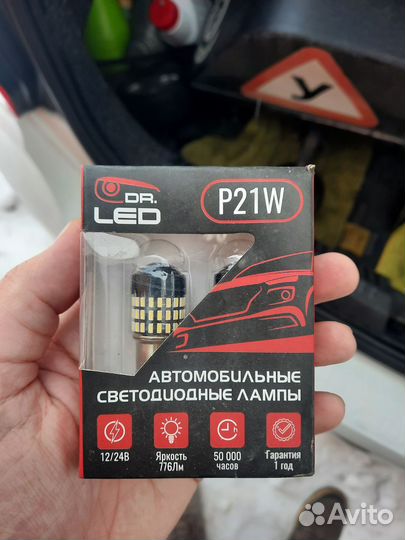 У
DR.
LED
P21W
АВТОМОБИЛЬНЫЕ
СВЕТОДИОДНЫЕ ЛАМПЫ
12/24В
Яркость
776Лм
50 000
часов
Гарантия
1 год
Avito